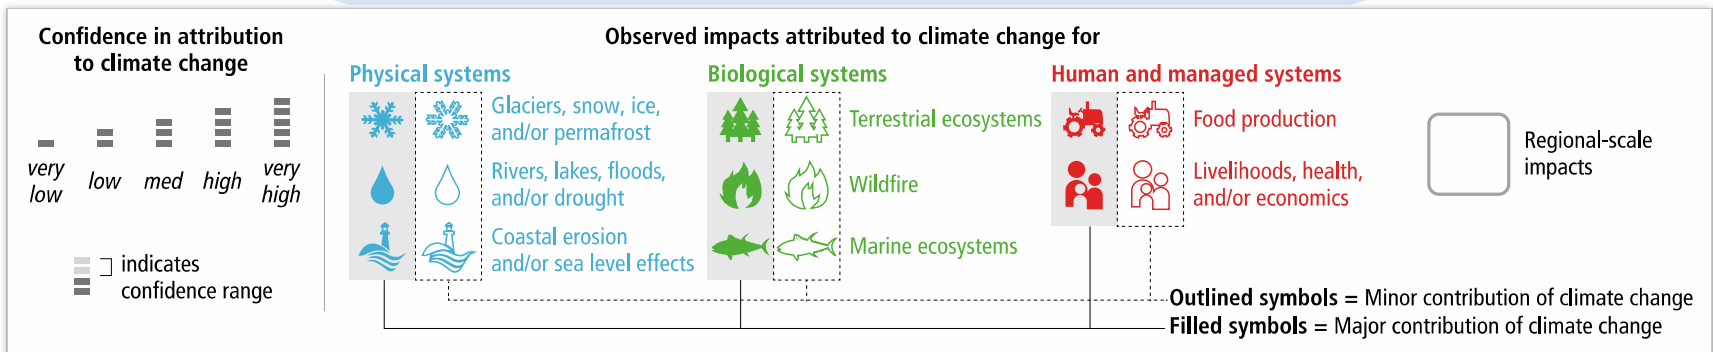 Confidence in attribution
to climate change
very
low
low
med
high
very
high
indicates
confidence range
Observed impacts attributed to climate change for
Physical systems
Glaciers, snow, ice,
and/or permafrost
Rivers, lakes, floods,
and/or drought
Coastal erosion
and/or sea level effects
Biological systems
Terrestrial ecosystems
Wildfire
Marine ecosystems
Human and managed systems
Food production
Livelihoods, health,
and/or economics
Regional-scale
impacts
Outlined symbols = Minor contribution of climate change
Filled symbols = Major contribution of climate change